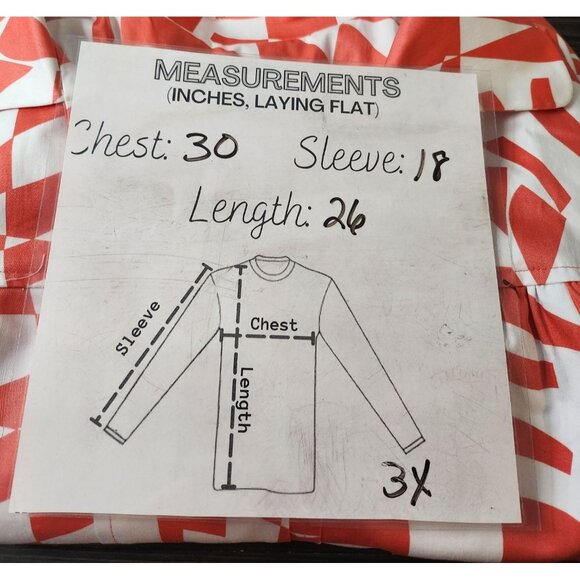 MEASUREMENTS
(INCHES, LAYING FLAT)
Chest: 30 Sleeve: 18
Length: 26
Sleeve
Chest
Length
3X